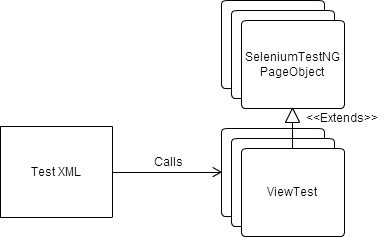 SeleniumTestNG
PageObject
<<Extends>>
Calls
Test XML
ViewTest